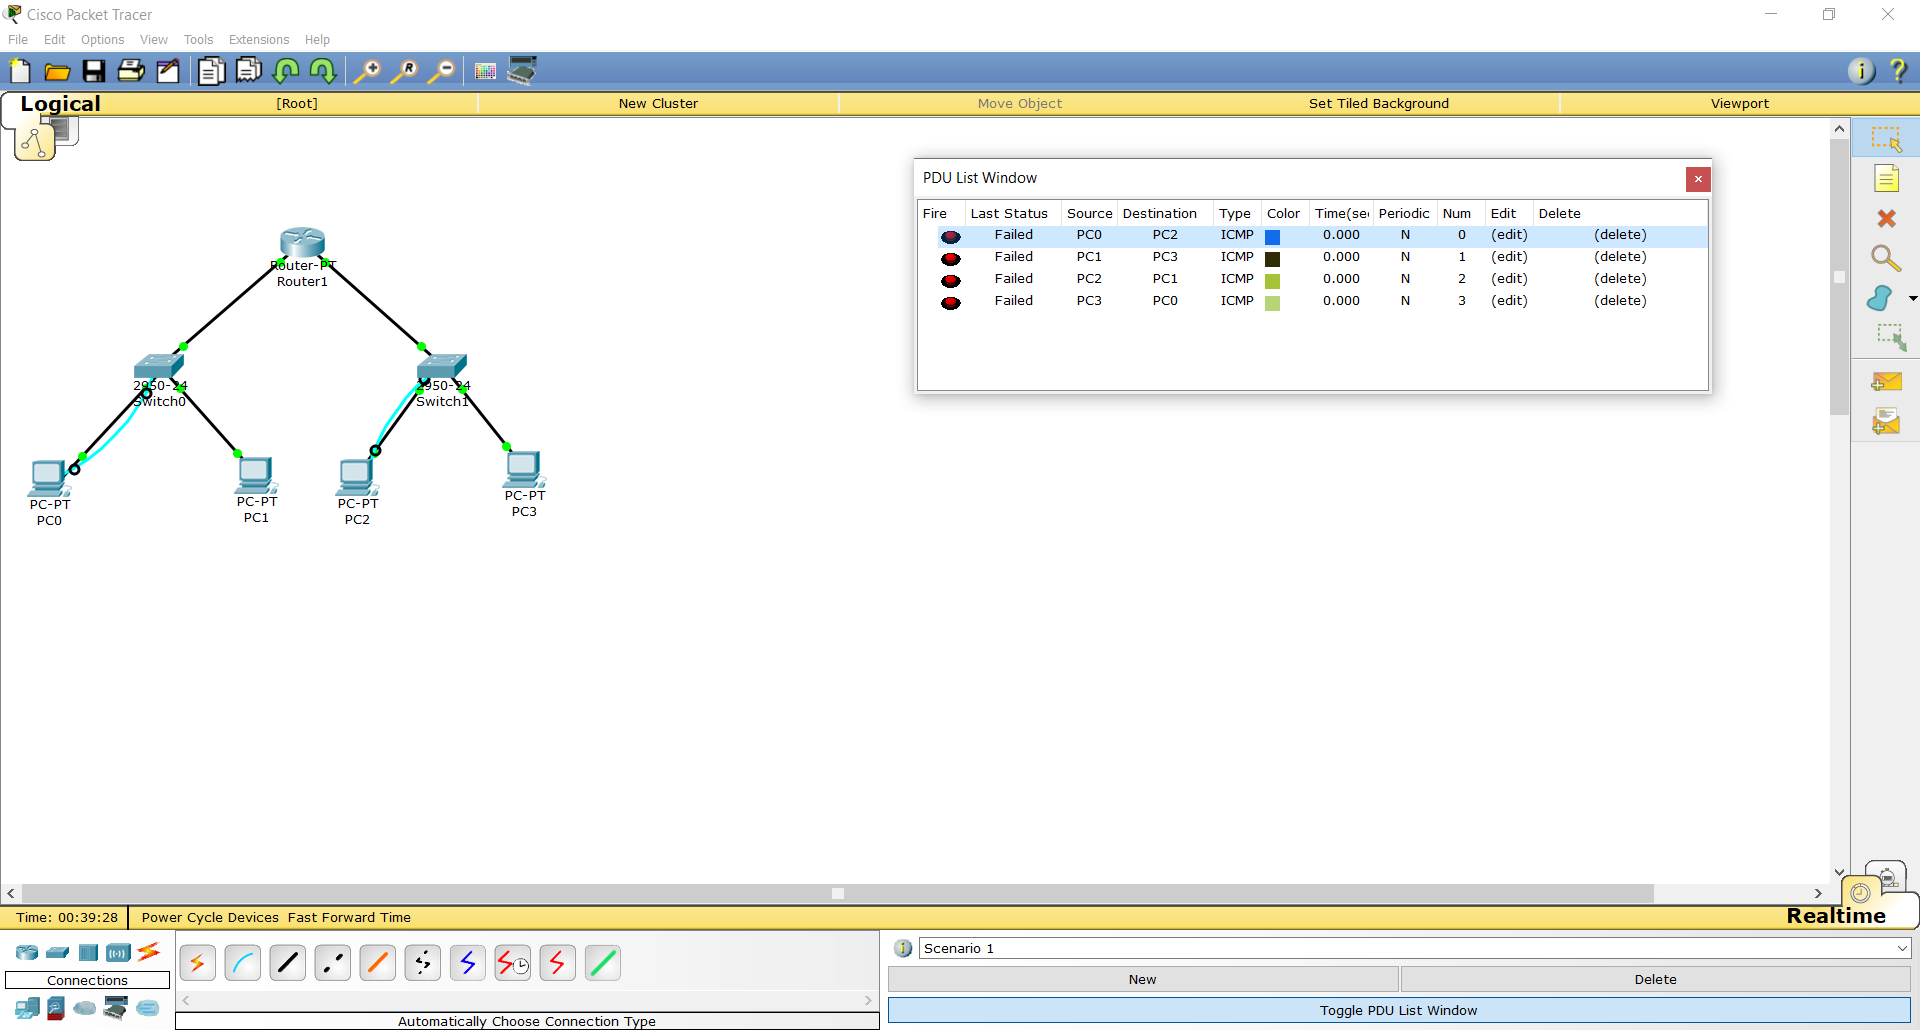 Cisco Packet Tracer
File Edit Options View Tools Extensions Help
Logical [Root] New Cluster Move Object Set Tiled Background Viewport
Router-PT
Router1
2950-24
Switch0
2950-24
Switch1
PC-PT
PC0
PC-PT
PC1
PC-PT
PC2
PC-PT
PC3
PDU List Window
Fire Last Status Source Destination Type Color Time(sec Periodic Num Edit Delete
Failed PC0 PC2 ICMP 0.000 N 0 (edit) (delete)
Failed PC1 PC3 ICMP 0.000 N 1 (edit) (delete)
Failed PC2 PC1 ICMP 0.000 N 2 (edit) (delete)
Failed PC3 PC0 ICMP 0.000 N 3 (edit) (delete)
Time: 00:39:28 Power Cycle Devices Fast Forward Time Realtime
Connections
Automatically Choose Connection Type
Scenario 1
New Delete
Toggle PDU List Window